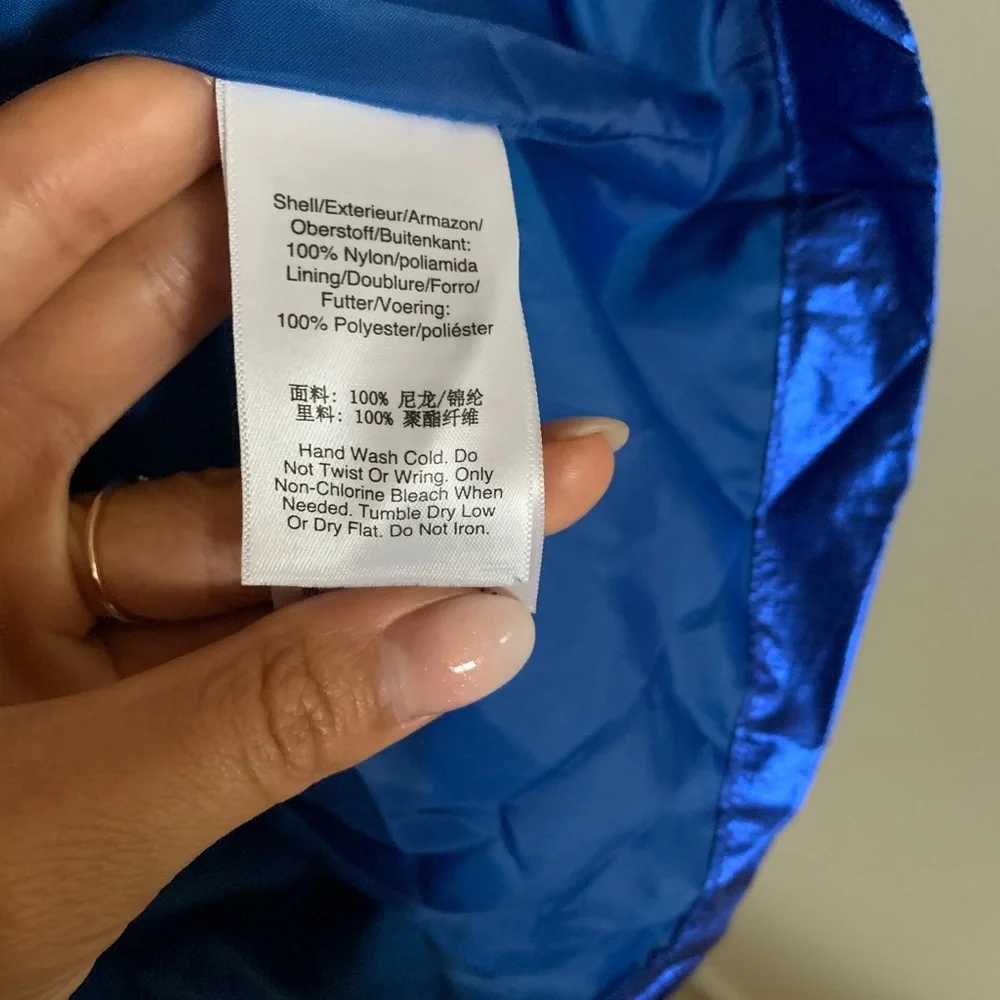 Shell/Exterieur/Armazon/
Oberstoff/Buitenkant:
100% Nylon/poliamida
Lining/Doublure/Forro/
Futter/Voering:
100% Polyester/poliéster
面料: 100% 尼龙/锦纶
里料: 100% 聚酯纤维
Hand Wash Cold. Do
Not Twist Or Wring. Only
Non-Chlorine Bleach When
Needed. Tumble Dry Low
Or Dry Flat. Do Not Iron.